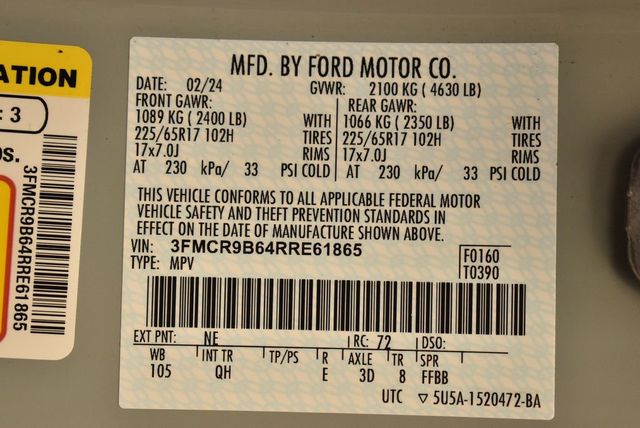 ATION
: 3
OS.
3FMCR9B64RRE61865
MFD. BY FORD MOTOR CO.
DATE: 02/24 GVWR: 2100 KG ( 4630 LB)
FRONT GAWR: REAR GAWR:
1089 KG ( 2400 LB) WITH 1066 KG ( 2350 LB) WITH
225/65R17 102H TIRES 225/65R17 102H TIRES
17x7.0J RIMS 17x7.0J RIMS
AT 230 kPa/ 33 PSI COLD AT 230 kPa/ 33 PSI COLD
THIS VEHICLE CONFORMS TO ALL APPLICABLE FEDERAL MOTOR
VEHICLE SAFETY AND THEFT PREVENTION STANDARDS IN
EFFECT ON THE DATE OF MANUFACTURE SHOWN ABOVE.
VIN: 3FMCR9B64RRE61865 F0160
TYPE: MPV T0390
EXT PNT: NE RC: 72 DSO:
WB INT TR TP/PS R AXLE TR SPR
105 QH E 3D 8 FFBB
UTC ▽ 5U5A-1520472-BA